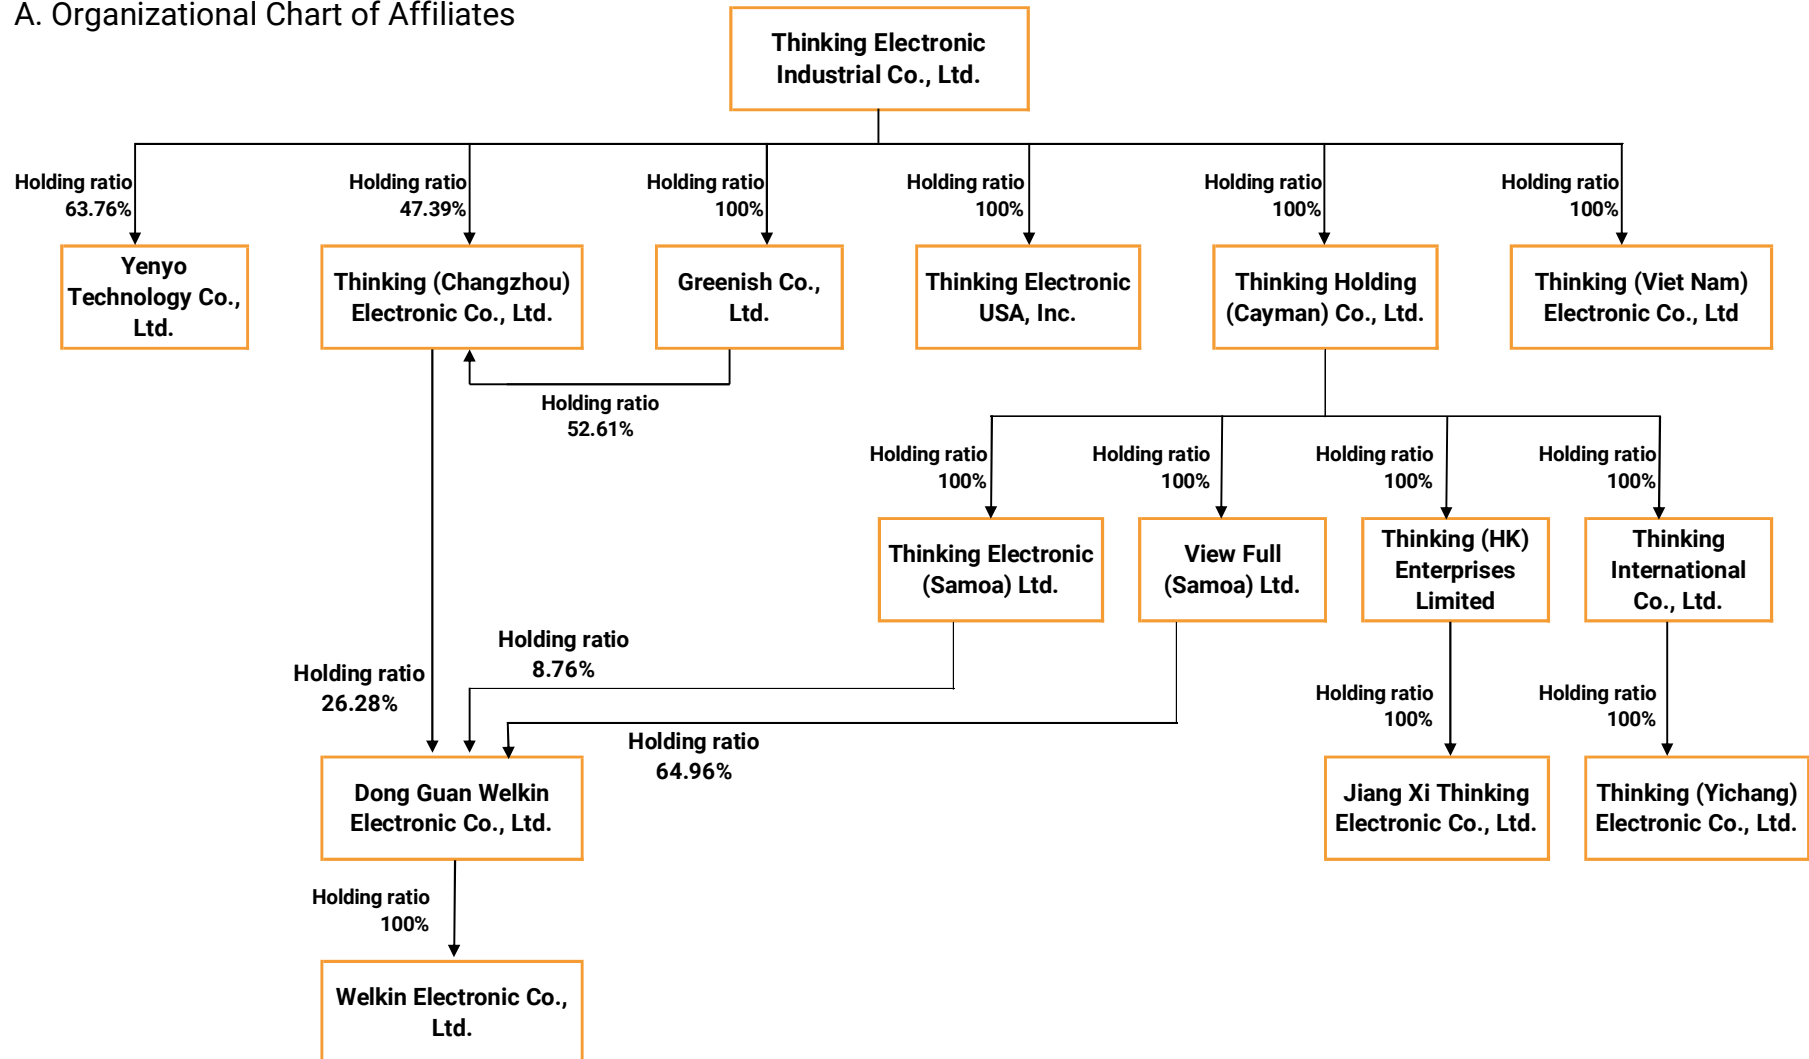 A. Organizational Chart of Affiliates
Thinking Electronic
Industrial Co., Ltd.
Holding ratio
63.76%
Holding ratio
47.39%
Holding ratio
100%
Holding ratio
100%
Holding ratio
100%
Holding ratio
100%
Yenyo
Technology Co.,
Ltd.
Thinking (Changzhou)
Electronic Co., Ltd.
Greenish Co.,
Ltd.
Thinking Electronic
USA, Inc.
Thinking Holding
(Cayman) Co., Ltd.
Thinking (Viet Nam)
Electronic Co., Ltd
Holding ratio
52.61%
Holding ratio
100%
Holding ratio
100%
Holding ratio
100%
Holding ratio
100%
Thinking Electronic
(Samoa) Ltd.
View Full
(Samoa) Ltd.
Thinking (HK)
Enterprises
Limited
Thinking
International
Co., Ltd.
Holding ratio
8.76%
Holding ratio
26.28%
Holding ratio
64.96%
Holding ratio
100%
Holding ratio
100%
Dong Guan Welkin
Electronic Co., Ltd.
Jiang Xi Thinking
Electronic Co., Ltd.
Thinking (Yichang)
Electronic Co., Ltd.
Holding ratio
100%
Welkin Electronic Co.,
Ltd.